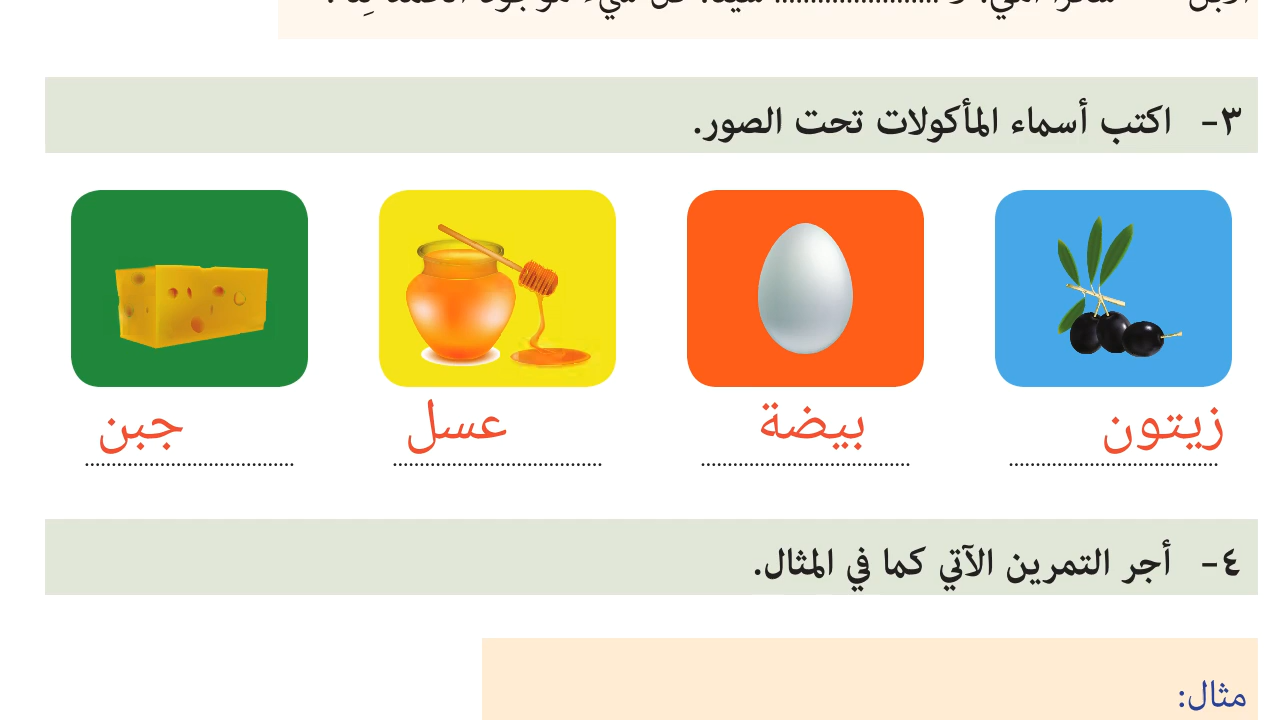 ٣- اكتب أسماء المأكولات تحت الصور.
زيتون
بيضة
عسل
جبن
٤- أجر التمرين الآتي كما في المثال.
مثال: